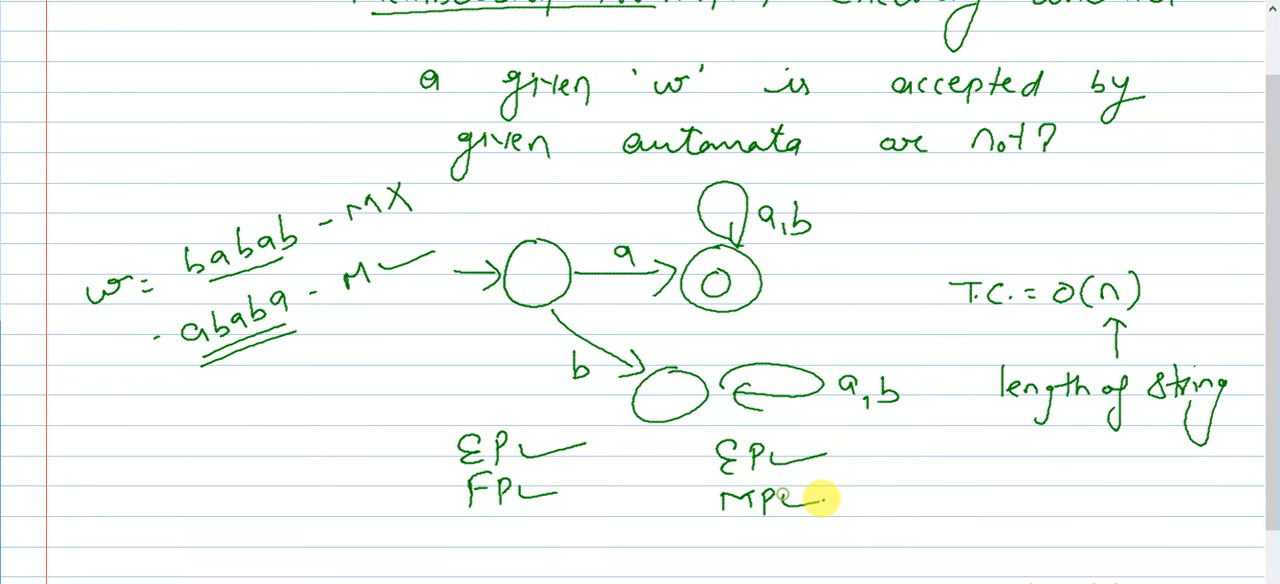 a given 'w' is accepted by
given automata are not?
w = babab - M X
- ababa - M ✓
a
a,b
b
a,b
T.C. = O(n)
length of string
EP ✓
FP ✓
EP ✓
MP ✓